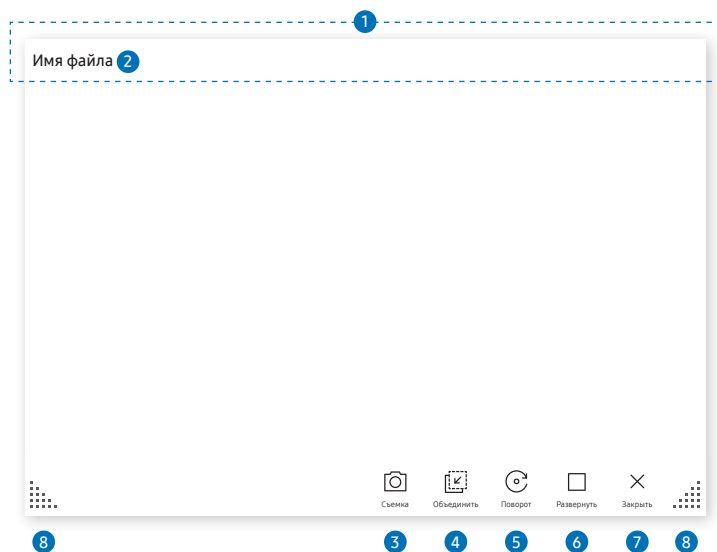 1
Имя файла 2
Съемка Объединить Поворот Развернуть Закрыть
8 3 4 5 6 7 8